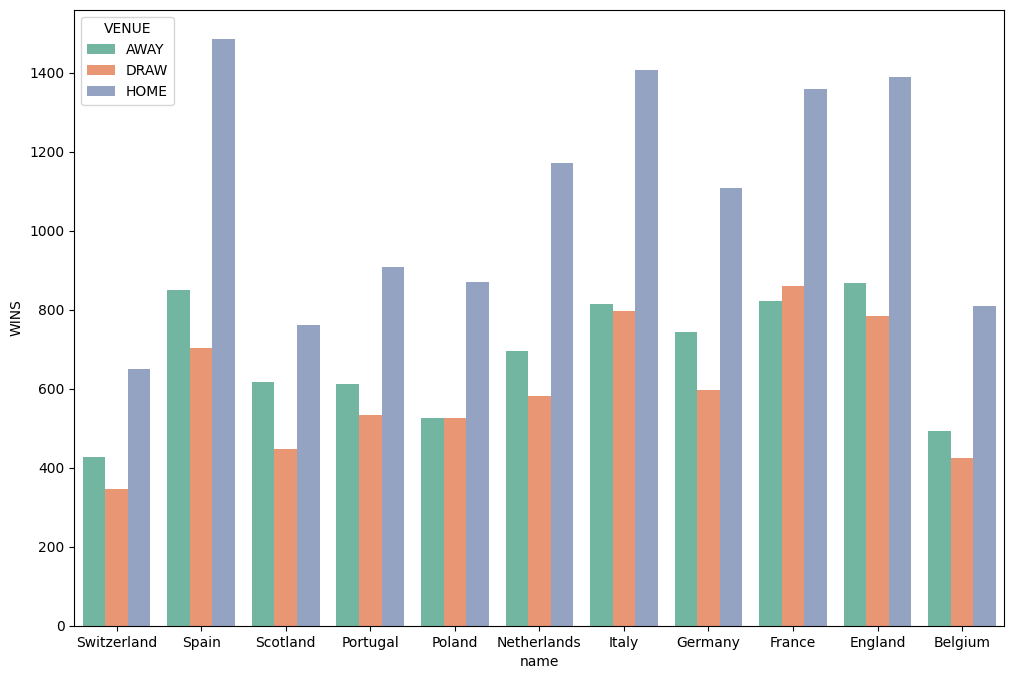 VENUE
AWAY
DRAW
HOME
1400
1200
1000
800
600
400
200
0
WINS
Switzerland Spain Scotland Portugal Poland Netherlands Italy Germany France England Belgium
name